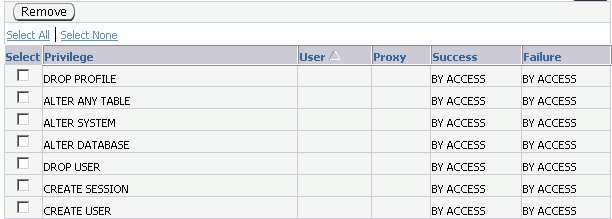 Remove
Select All | Select None
Select Privilege User Proxy Success Failure
DROP PROFILE BY ACCESS BY ACCESS
ALTER ANY TABLE BY ACCESS BY ACCESS
ALTER SYSTEM BY ACCESS BY ACCESS
ALTER DATABASE BY ACCESS BY ACCESS
DROP USER BY ACCESS BY ACCESS
CREATE SESSION BY ACCESS BY ACCESS
CREATE USER BY ACCESS BY ACCESS